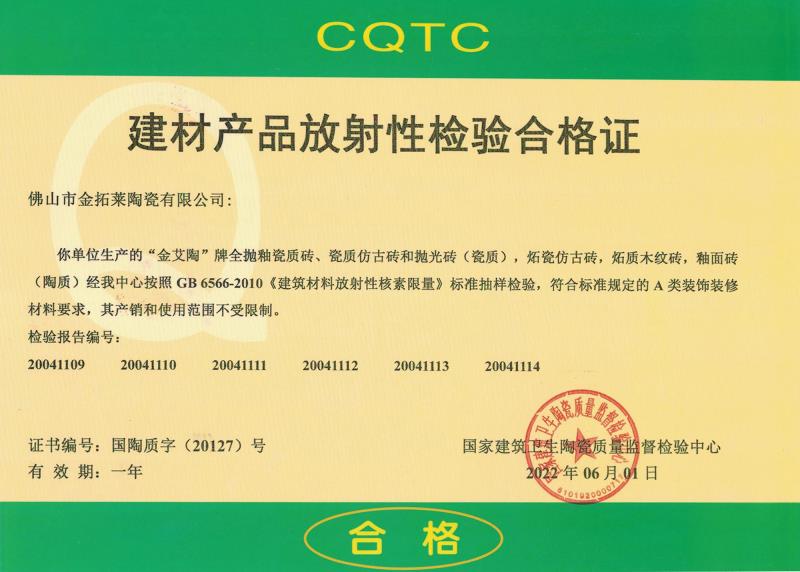 CQTC
建材产品放射性检验合格证
佛山市金拓莱陶瓷有限公司:
你单位生产的“金艾陶”牌全抛釉瓷质砖、瓷质仿古砖和抛光砖（瓷质），炻瓷仿古砖，炻质木纹砖，釉面砖
（陶质）经我中心按照 GB 6566-2010《建筑材料放射性核素限量》标准抽样检验，符合标准规定的 A 类装饰装修
材料要求，其产销和使用范围不受限制。
检验报告编号:
20041109 20041110 20041111 20041112 20041113 20041114
证书编号：国陶质字（20127）号
国家建筑卫生陶瓷质量监督检验中心
有 效 期：一年
2022 年 06 月 01 日
合格